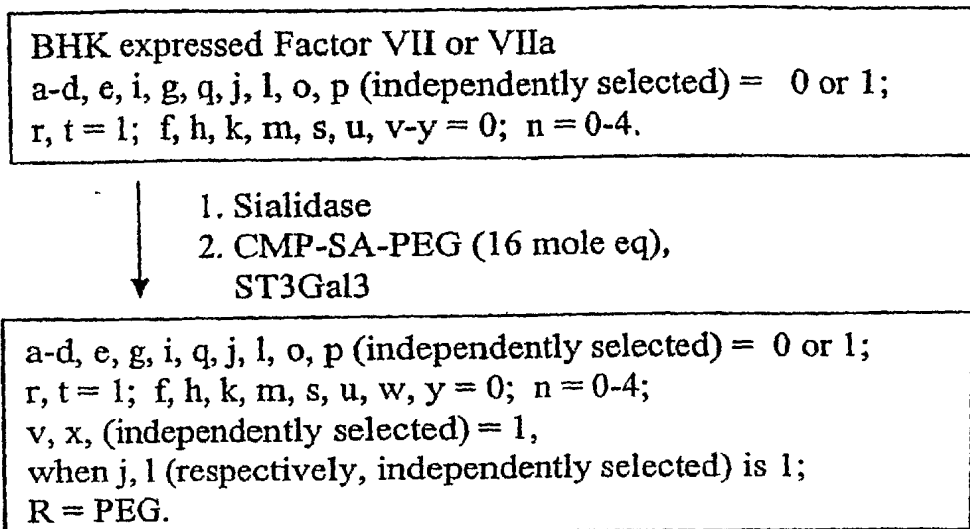 BHK expressed Factor VII or VIIa
a-d, e, i, g, q, j, l, o, p (independently selected) = 0 or 1;
r, t = 1; f, h, k, m, s, u, v-y = 0; n = 0-4.
1. Sialidase
2. CMP-SA-PEG (16 mole eq),
ST3Gal3
a-d, e, g, i, q, j, l, o, p (independently selected) = 0 or 1;
r, t = 1; f, h, k, m, s, u, w, y = 0; n = 0-4;
v, x, (independently selected) = 1,
when j, l (respectively, independently selected) is 1;
R = PEG.